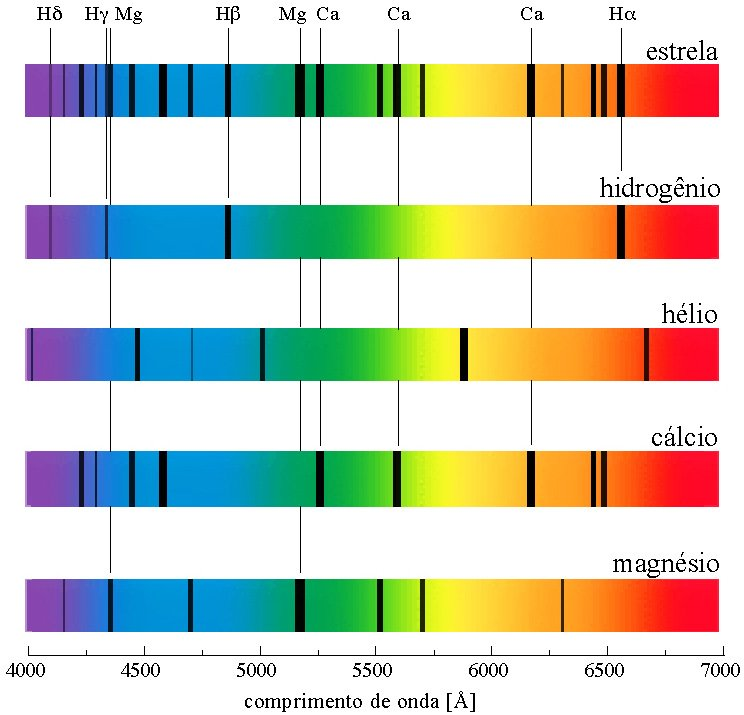 Hδ Hγ Mg Hβ Mg Ca Ca Ca Hα
estrela
hidrogênio
hélio
cálcio
magnésio
4000 4500 5000 5500 6000 6500 7000
comprimento de onda [Å]